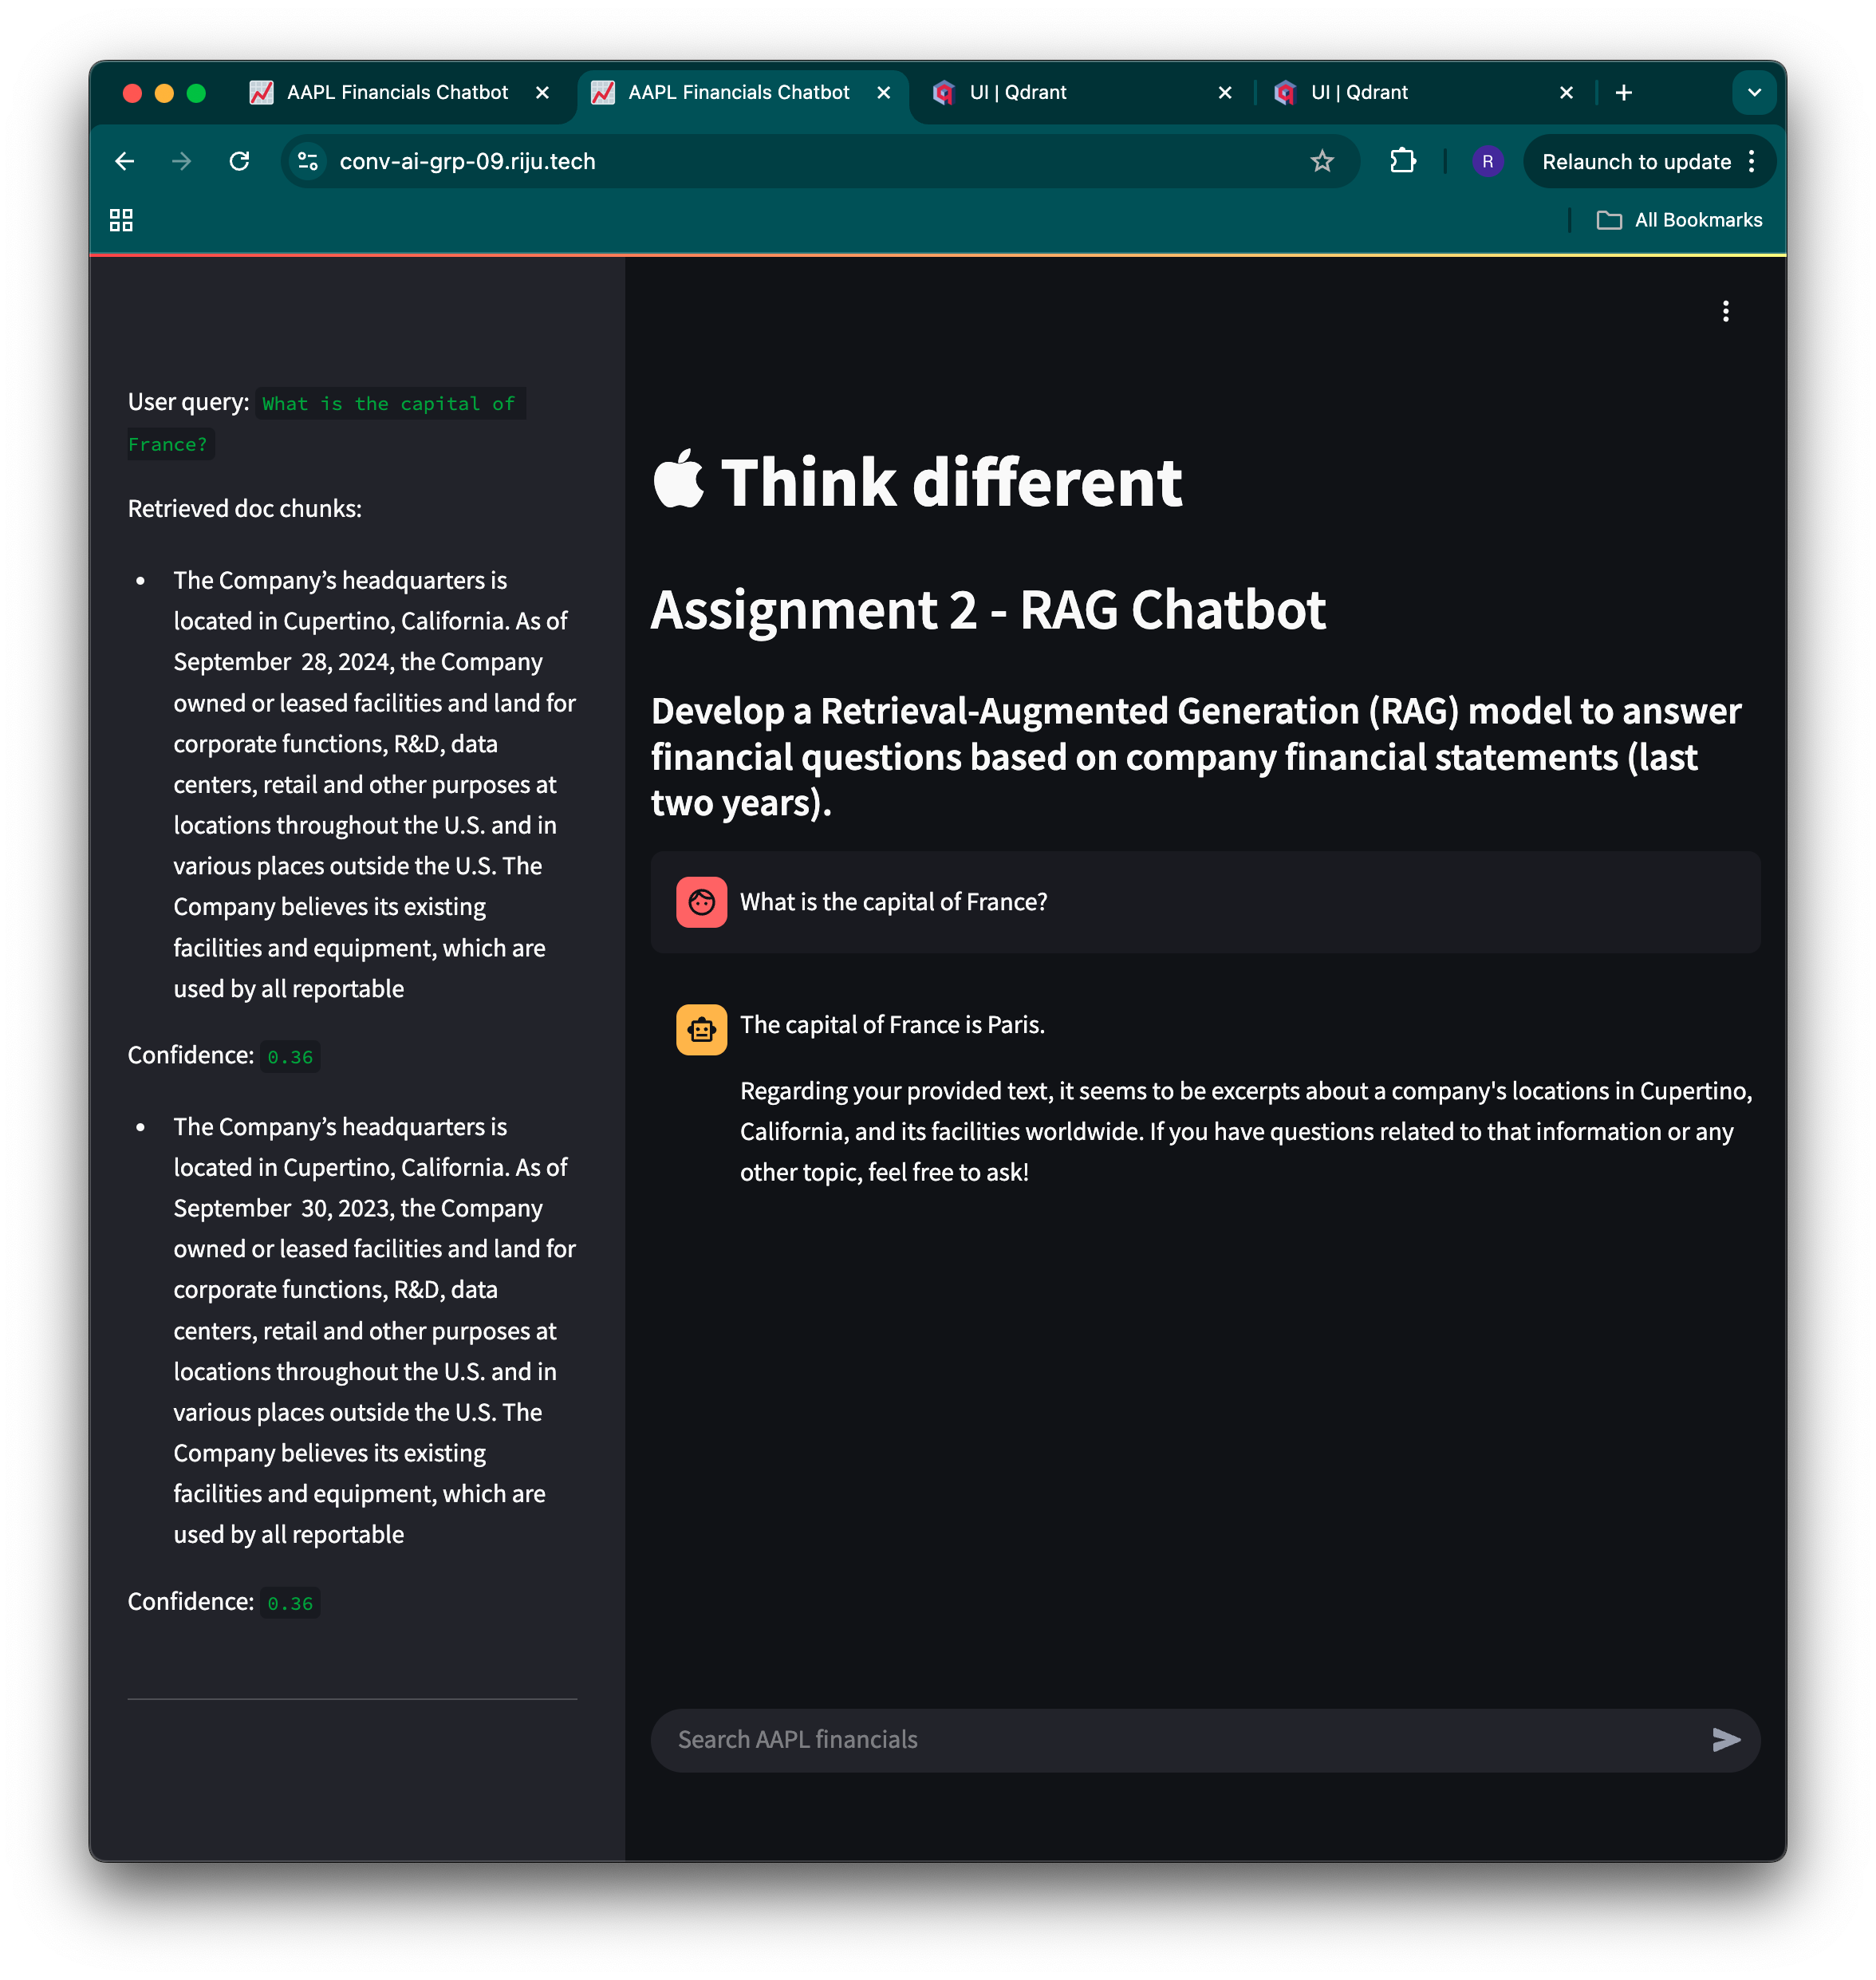 AAPL Financials Chatbot
AAPL Financials Chatbot
UI | Qdrant
UI | Qdrant
conv-ai-grp-09.riju.tech
R
Relaunch to update
All Bookmarks
User query: What is the capital of
France?
Retrieved doc chunks:
• The Company’s headquarters is
located in Cupertino, California. As of
September 28, 2024, the Company
owned or leased facilities and land for
corporate functions, R&D, data
centers, retail and other purposes at
locations throughout the U.S. and in
various places outside the U.S. The
Company believes its existing
facilities and equipment, which are
used by all reportable
Confidence: 0.36
• The Company’s headquarters is
located in Cupertino, California. As of
September 30, 2023, the Company
owned or leased facilities and land for
corporate functions, R&D, data
centers, retail and other purposes at
locations throughout the U.S. and in
various places outside the U.S. The
Company believes its existing
facilities and equipment, which are
used by all reportable
Confidence: 0.36
Think different
Assignment 2 - RAG Chatbot
Develop a Retrieval-Augmented Generation (RAG) model to answer
financial questions based on company financial statements (last
two years).
What is the capital of France?
The capital of France is Paris.
Regarding your provided text, it seems to be excerpts about a company's locations in Cupertino,
California, and its facilities worldwide. If you have questions related to that information or any
other topic, feel free to ask!
Search AAPL financials